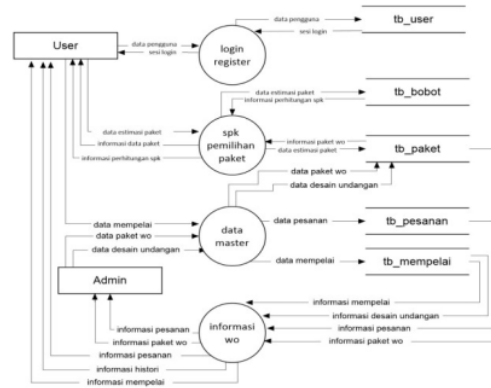 data pengguna
tb_user
sesi login
User
data pengguna
sesi login
login
register
data estimasi paket
tb_bobot
informasi perhitungan spk
data estimasi paket
informasi data paket
informasi perhitungan spk
spk
pemilihan
paket
informasi paket wo
data estimasi paket
tb_paket
data paket wo
data desain undangan
data mempelai
data paket wo
data desain undangan
data
master
data pesanan
tb_pesanan
data mempelai
tb_mempelai
Admin
informasi mempelai
informasi desain undangan
informasi pesanan
informasi paket wo
informasi
wo
informasi pesanan
informasi paket wo
informasi pesanan
informasi histori
informasi mempelai